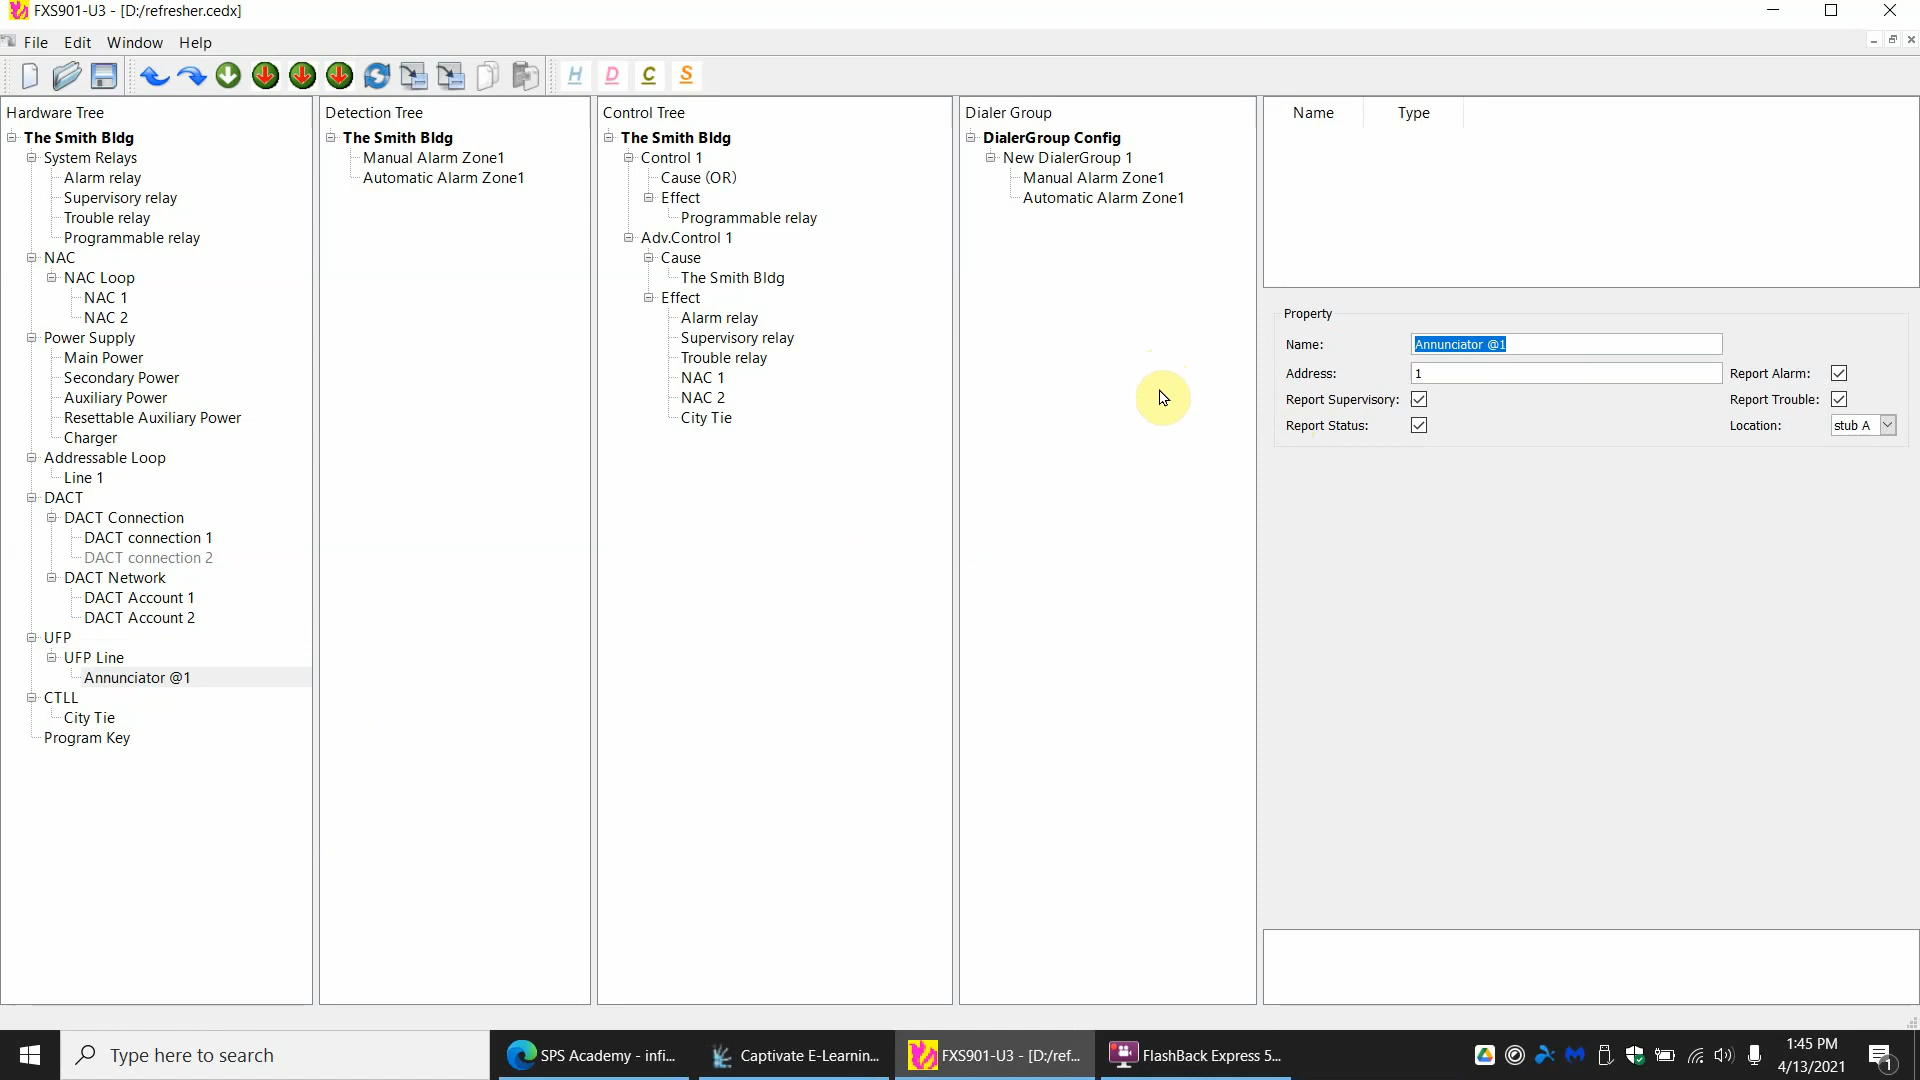 FXS901-U3 - [D:/refresher.cedx]
File Edit Window Help
H D C S
Hardware Tree
The Smith Bldg
System Relays
Alarm relay
Supervisory relay
Trouble relay
Programmable relay
NAC
NAC Loop
NAC 1
NAC 2
Power Supply
Main Power
Secondary Power
Auxiliary Power
Resettable Auxiliary Power
Charger
Addressable Loop
Line 1
DACT
DACT Connection
DACT connection 1
DACT connection 2
DACT Network
DACT Account 1
DACT Account 2
UFP
UFP Line
Annunciator @1
CTLL
City Tie
Program Key
Detection Tree
The Smith Bldg
Manual Alarm Zone1
Automatic Alarm Zone1
Control Tree
The Smith Bldg
Control 1
Cause (OR)
Effect
Programmable relay
Adv.Control 1
Cause
The Smith Bldg
Effect
Alarm relay
Supervisory relay
Trouble relay
NAC 1
NAC 2
City Tie
Dialer Group
DialerGroup Config
New DialerGroup 1
Manual Alarm Zone1
Automatic Alarm Zone1
Name Type
Property
Name: Annunciator @1
Address: 1 Report Alarm:
Report Supervisory: Report Trouble:
Report Status: Location: stub A
Type here to search
SPS Academy - infi...
Captivate E-Learnin...
FXS901-U3 - [D:/ref...
FlashBack Express 5...
1:45 PM
4/13/2021
1